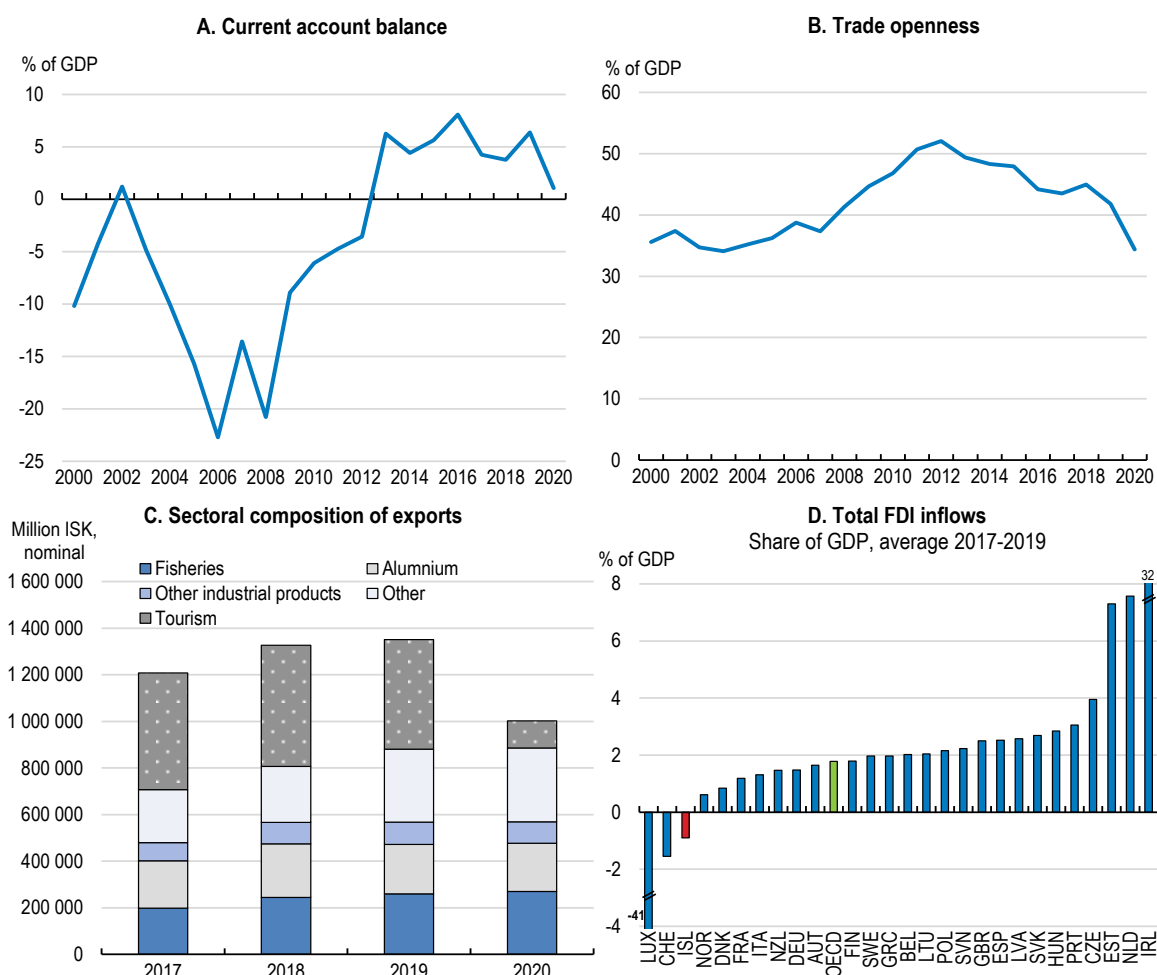 A. Current account balance
% of GDP
10
5
0
-5
-10
-15
-20
-25
2000 2002 2004 2006 2008 2010 2012 2014 2016 2018 2020
B. Trade openness
% of GDP
60
50
40
30
20
10
0
2000 2002 2004 2006 2008 2010 2012 2014 2016 2018 2020
C. Sectoral composition of exports
Million ISK,
nominal
Fisheries Alumnium
Other industrial products Other
Tourism
1 600 000
1 400 000
1 200 000
1 000 000
800 000
600 000
400 000
200 000
0
2017 2018 2019 2020
D. Total FDI inflows
Share of GDP, average 2017-2019
% of GDP
32
8
6
4
2
0
-2
-41
-4
LUX CHE ISL NOR DNK FRA ITA NZL DEU AUT OECD FIN SWE GRC BEL LTU POL SVN GBR ESP LVA SVK HUN PRT CZE EST NLD IRL